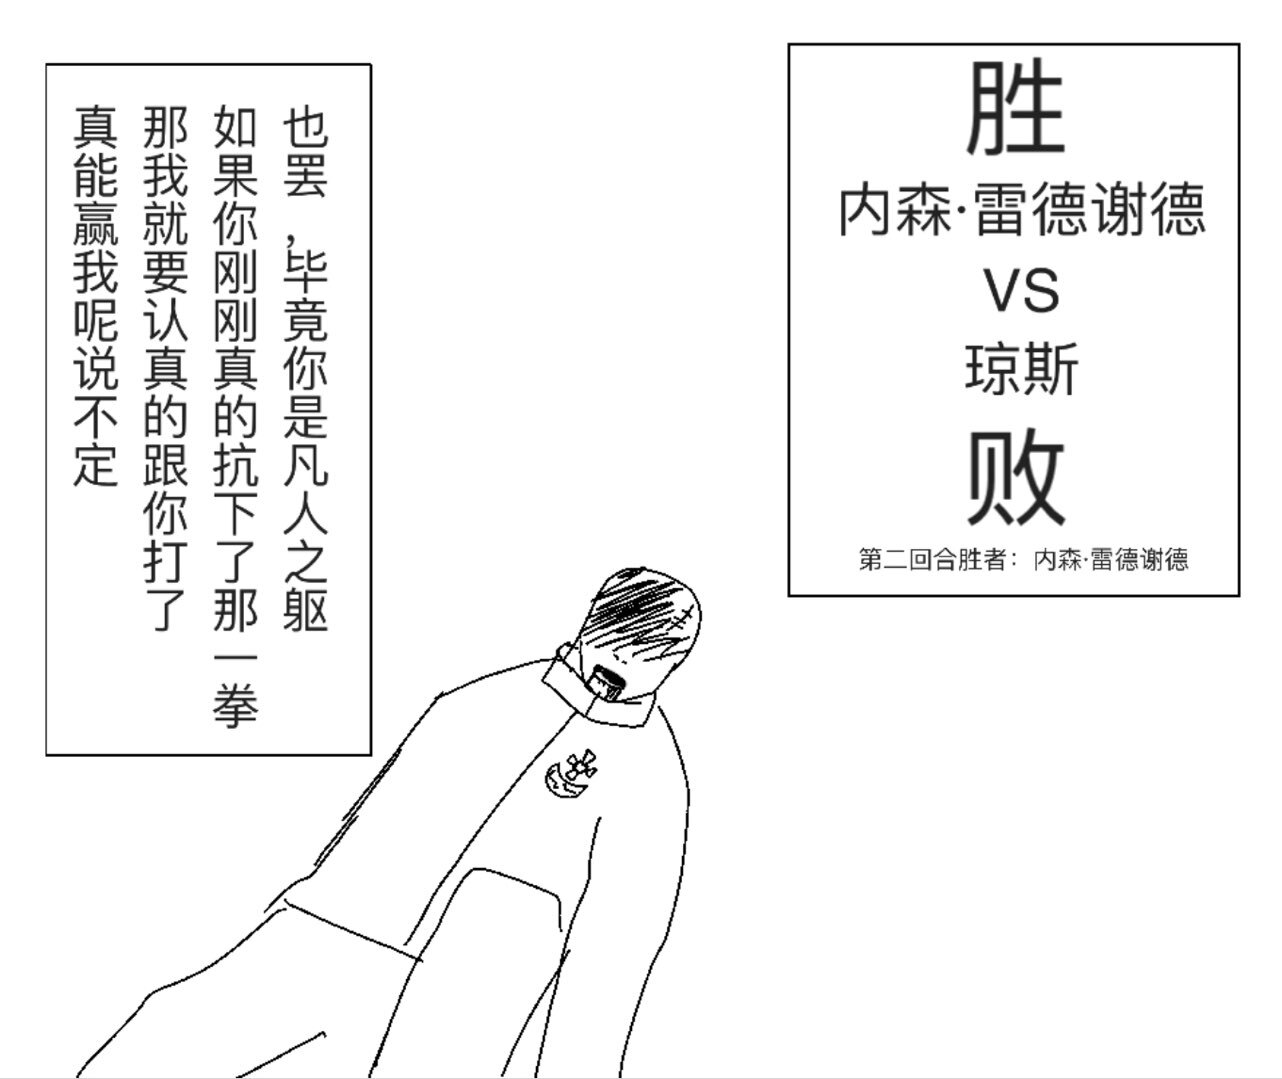 也罢，毕竟你是凡人之躯
如果你刚刚真的抗下了那一拳
那我就要认真的跟你打了
真能赢我呢说不定
胜
内森·雷德谢德
VS
琼斯
败
第二回合胜者：内森·雷德谢德